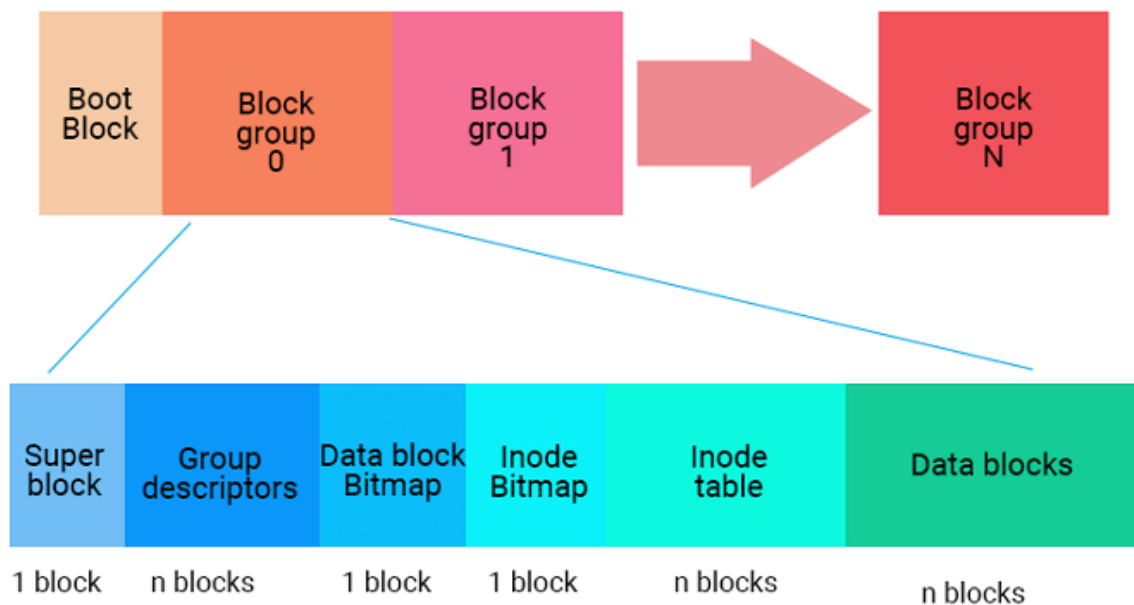 Boot
Block
Block
group
0
Block
group
1
Block
group
N
Super
block
Group
descriptors
Data block
Bitmap
Inode
Bitmap
Inode
table
Data blocks
1 block
n blocks
1 block
1 block
n blocks
n blocks